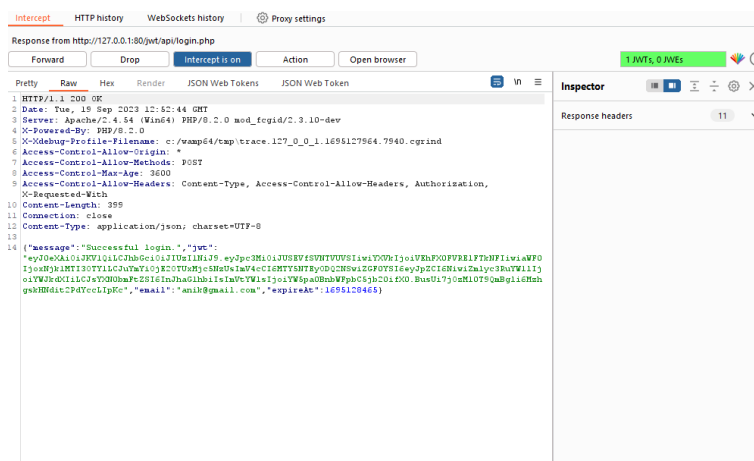 Intercept HTTP history WebSockets history Proxy settings
Response from http://127.0.0.1:80/jwt/api/login.php
Forward Drop Intercept is on Action Open browser 1 JWTs, 0 JWEs
Pretty Raw Hex Render JSON Web Tokens JSON Web Token \n Inspector
1 HTTP/1.1 200 OK
2 Date: Tue, 19 Sep 2023 12:52:44 GMT
3 Server: Apache/2.4.54 (Win64) PHP/8.2.0 mod_fcgid/2.3.10-dev
4 X-Powered-By: PHP/8.2.0
5 X-Xdebug-Profile-Filename: c:/wamp64/tmp\trace.127_0_0_1.1695127964.7940.cgrind
6 Access-Control-Allow-Origin: *
7 Access-Control-Allow-Methods: POST
8 Access-Control-Max-Age: 3600
9 Access-Control-Allow-Headers: Content-Type, Access-Control-Allow-Headers, Authorization,
X-Requested-With
10 Content-Length: 399
11 Connection: close
12 Content-Type: application/json; charset=UTF-8
13
14 {"message":"Successful login.","jwt":
","email":"anik@gmail.com","expireAt":1695128465}
Response headers 11